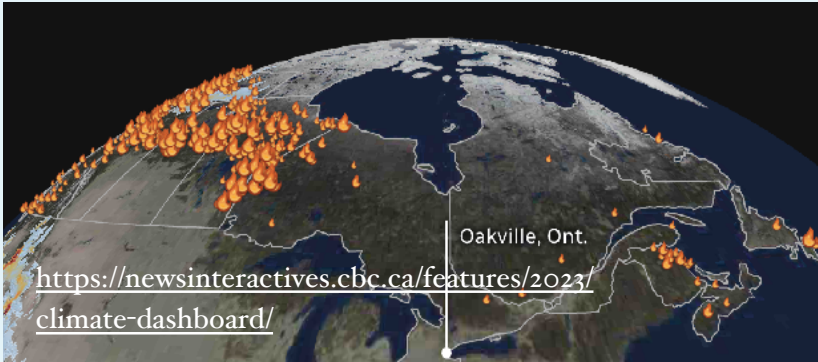 Oakville, Ont.
https://newsinteractives.cbc.ca/features/2023/
climate-dashboard/